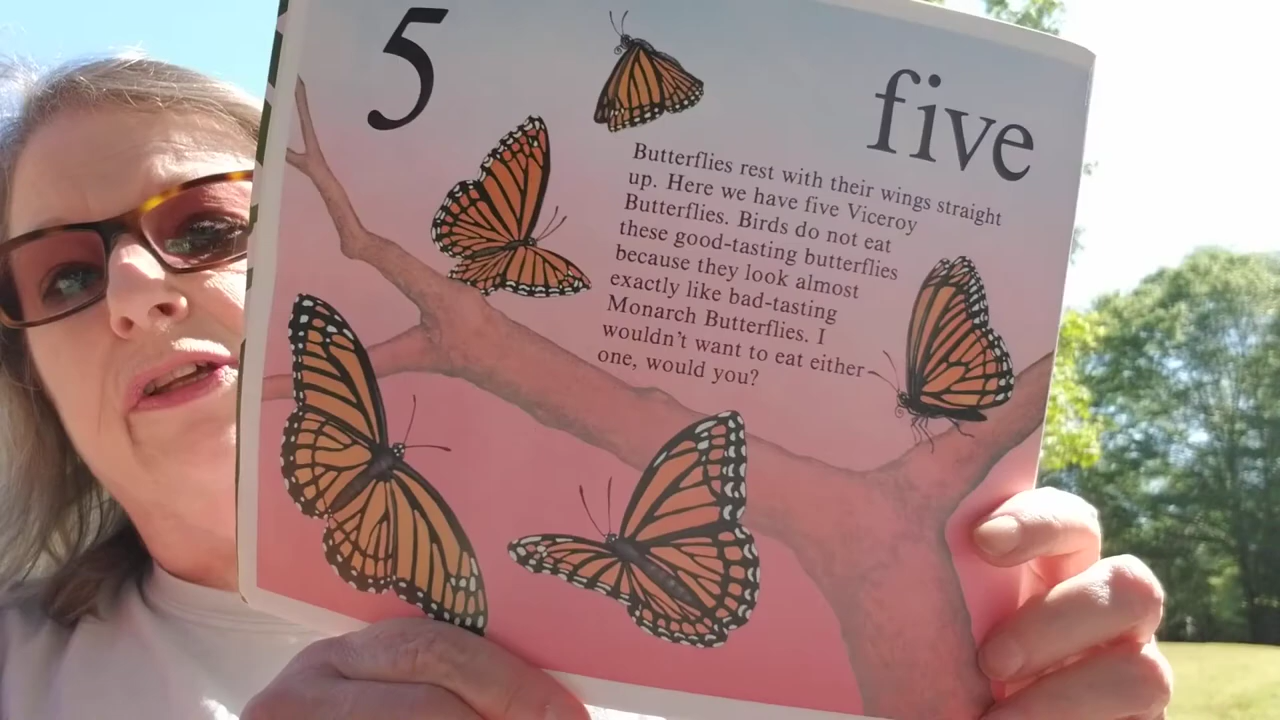 5
five
Butterflies rest with their wings straight
up. Here we have five Viceroy
Butterflies. Birds do not eat
these good-tasting butterflies
because they look almost
exactly like bad-tasting
Monarch Butterflies. I
wouldn't want to eat either
one, would you?